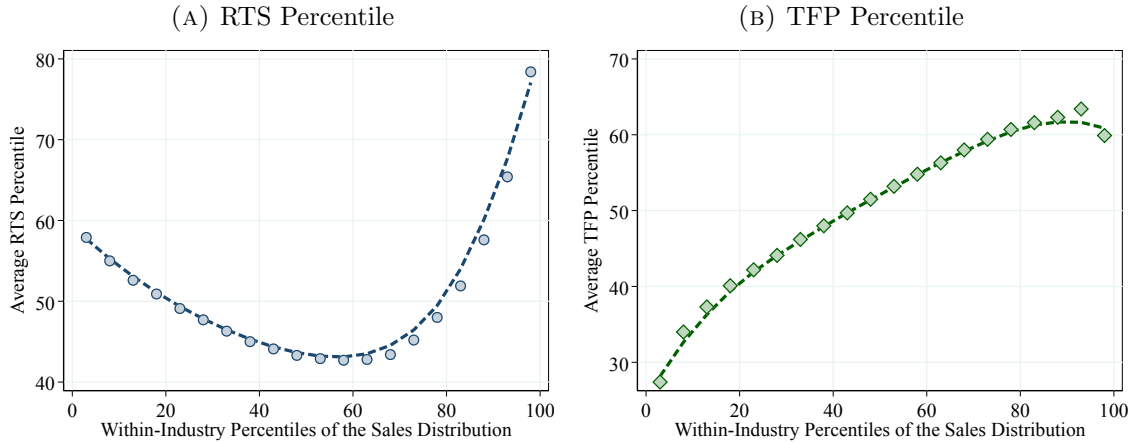 (A) RTS Percentile
Average RTS Percentile
80
70
60
50
40
0 20 40 60 80 100
Within-Industry Percentiles of the Sales Distribution
(B) TFP Percentile
Average TFP Percentile
70
60
50
40
30
0 20 40 60 80 100
Within-Industry Percentiles of the Sales Distribution